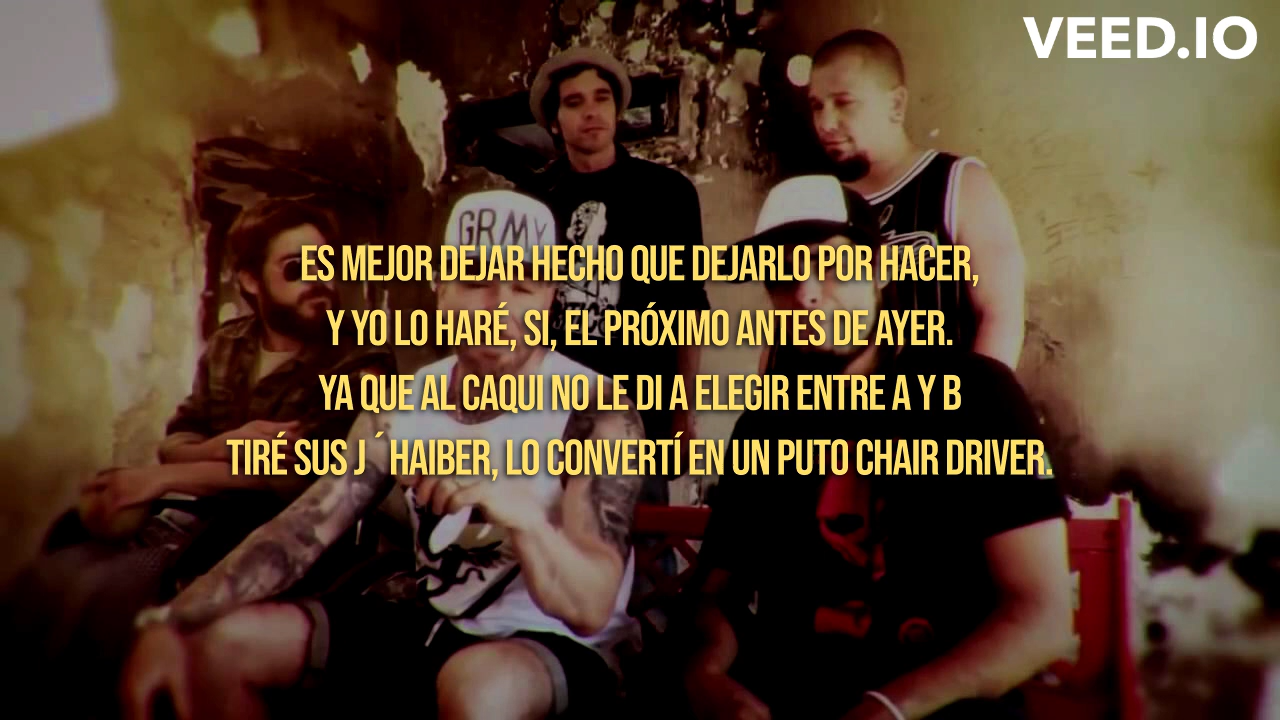 VEED.IO
GRMY
ES MEJOR DEJAR HECHO QUE DEJARLO POR HACER,
Y YO LO HARÉ, SI, EL PRÓXIMO ANTES DE AYER.
YA QUE AL CAQUI NO LE DI A ELEGIR ENTRE A Y B
TIRÉ SUS J´HAIBER, LO CONVERTÍ EN UN PUTO CHAIR DRIVER.